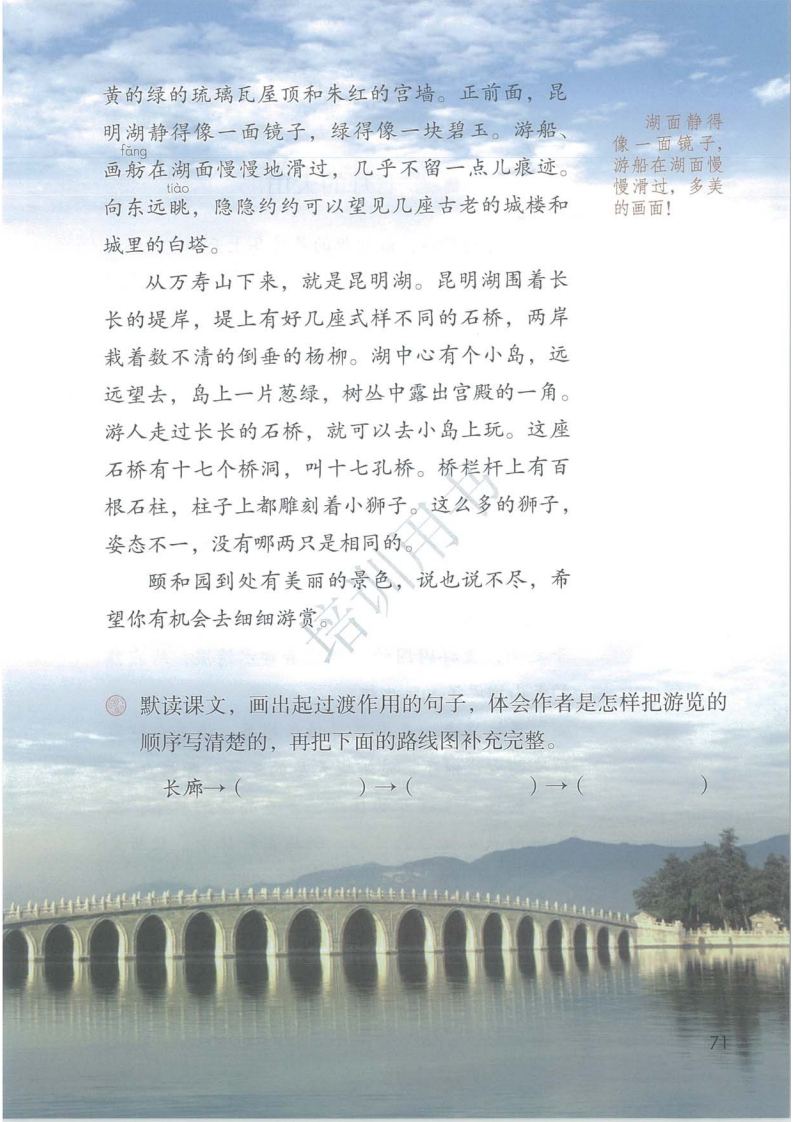 黄的绿的琉璃瓦屋顶和朱红的宫墙。正前面，昆
明湖静得像一面镜子，绿得像一块碧玉。游船、
fǎng
画舫在湖面慢慢地滑过，几乎不留一点儿痕迹。
tiào
向东远眺，隐隐约约可以望见几座古老的城楼和
城里的白塔。
湖面静得
像一面镜子，
游船在湖面慢
慢滑过，多美
的画面！
从万寿山下来，就是昆明湖。昆明湖围着长
长的堤岸，堤上有好几座式样不同的石桥，两岸
栽着数不清的倒垂的杨柳。湖中心有个小岛，远
远望去，岛上一片葱绿，树丛中露出宫殿的一角。
游人走过长长的石桥，就可以去小岛上玩。这座
石桥有十七个桥洞，叫十七孔桥。桥栏杆上有百
根石柱，柱子上都雕刻着小狮子。这么多的狮子，
姿态不一，没有哪两只是相同的。
颐和园到处有美丽的景色，说也说不尽，希
望你有机会去细细游赏。
培训用书
默读课文，画出起过渡作用的句子，体会作者是怎样把游览的
顺序写清楚的，再把下面的路线图补充完整。
长廊→（ ）→（ ）→（ ）
71